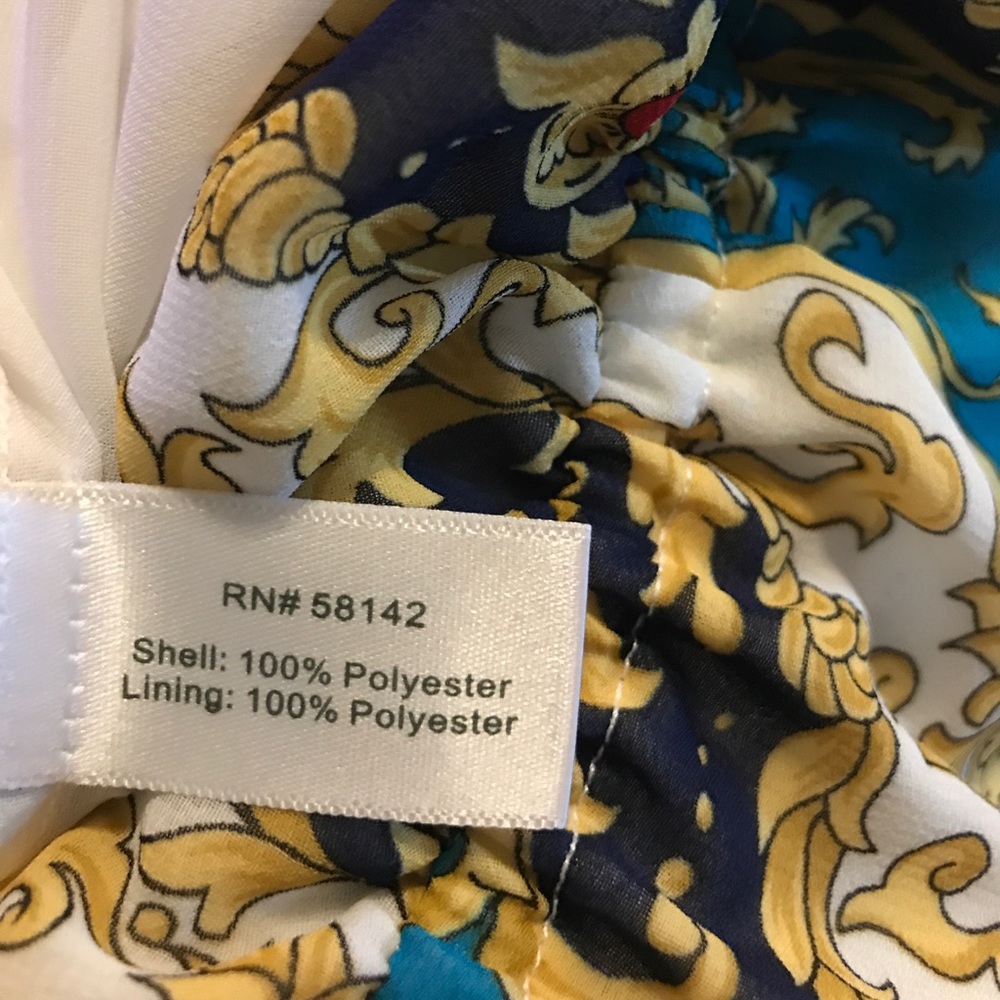 RN# 58142
Shell: 100% Polyester
Lining: 100% Polyester